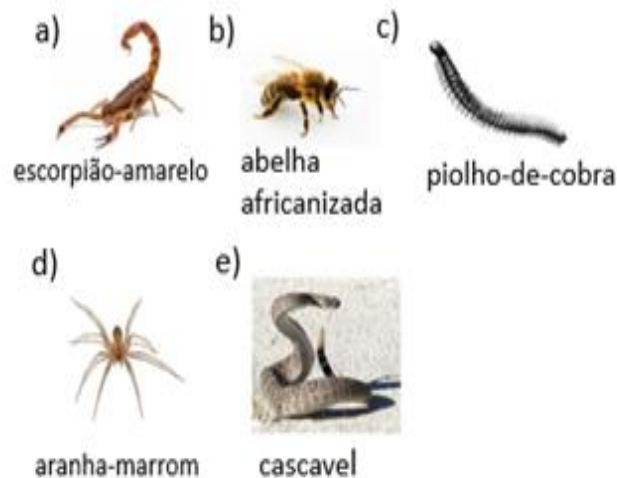 a)
escorpião-amarelo
b)
abelha
africanizada
c)
piolho-de-cobra
d)
aranha-marrom
e)
cascavel